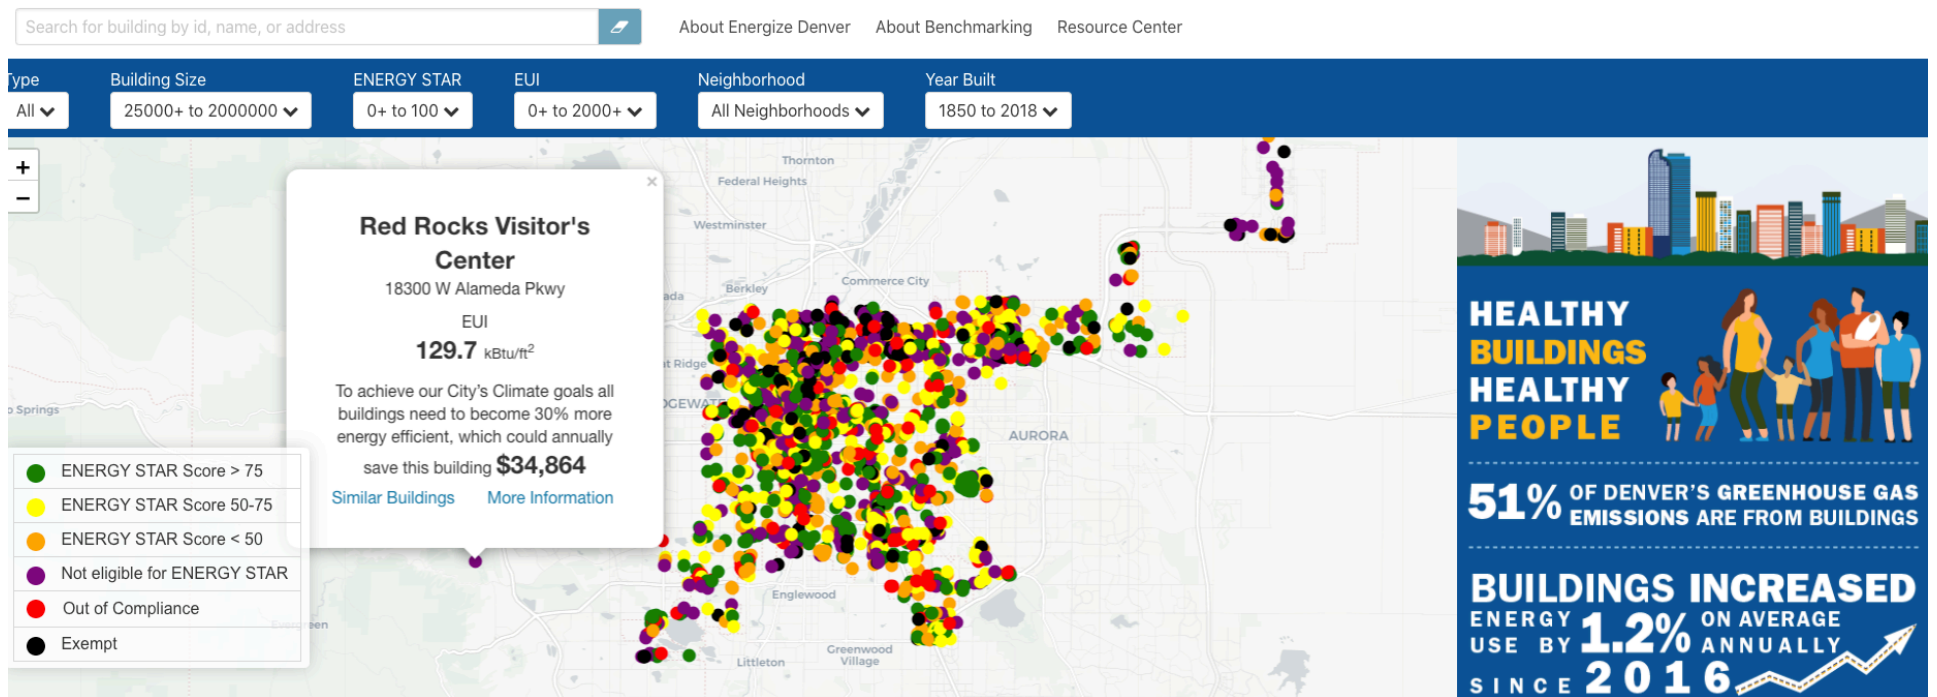 Search for building by id, name, or address
About Energize Denver
About Benchmarking
Resource Center
Type
Building Size
ENERGY STAR
EUI
Neighborhood
Year Built
All
25000+ to 2000000
0+ to 100
0+ to 2000+
All Neighborhoods
1850 to 2018
+
−
×
Red Rocks Visitor's
Center
18300 W Alameda Pkwy
EUI
129.7 kBtu/ft²
To achieve our City's Climate goals all
buildings need to become 30% more
energy efficient, which could annually
save this building $34,864
Similar Buildings
More Information
ENERGY STAR Score > 75
ENERGY STAR Score 50-75
ENERGY STAR Score < 50
Not eligible for ENERGY STAR
Out of Compliance
Exempt
Thornton
Federal Heights
Westminster
Commerce City
Berkley
ada
t Ridge
DGEWATE
AURORA
o Springs
Evergreen
Englewood
Greenwood
Village
Littleton
HEALTHY
BUILDINGS
HEALTHY
PEOPLE
51% OF DENVER'S GREENHOUSE GAS
EMISSIONS ARE FROM BUILDINGS
BUILDINGS INCREASED
ENERGY USE BY 1.2% ON AVERAGE ANNUALLY
SINCE 2016